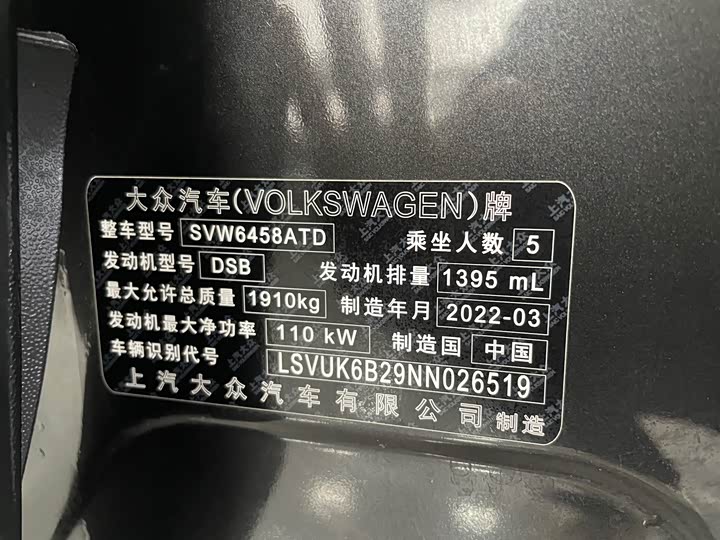 大众汽车(VOLKSWAGEN)牌
整车型号 SVW6458ATD 乘坐人数 5
发动机型号 DSB 发动机排量 1395 mL
最大允许总质量 1910kg 制造年月 2022-03
发动机最大净功率 110 kW 制造国 中国
车辆识别代号 LSVUK6B29NN026519
上汽大众汽车有限公司 制造